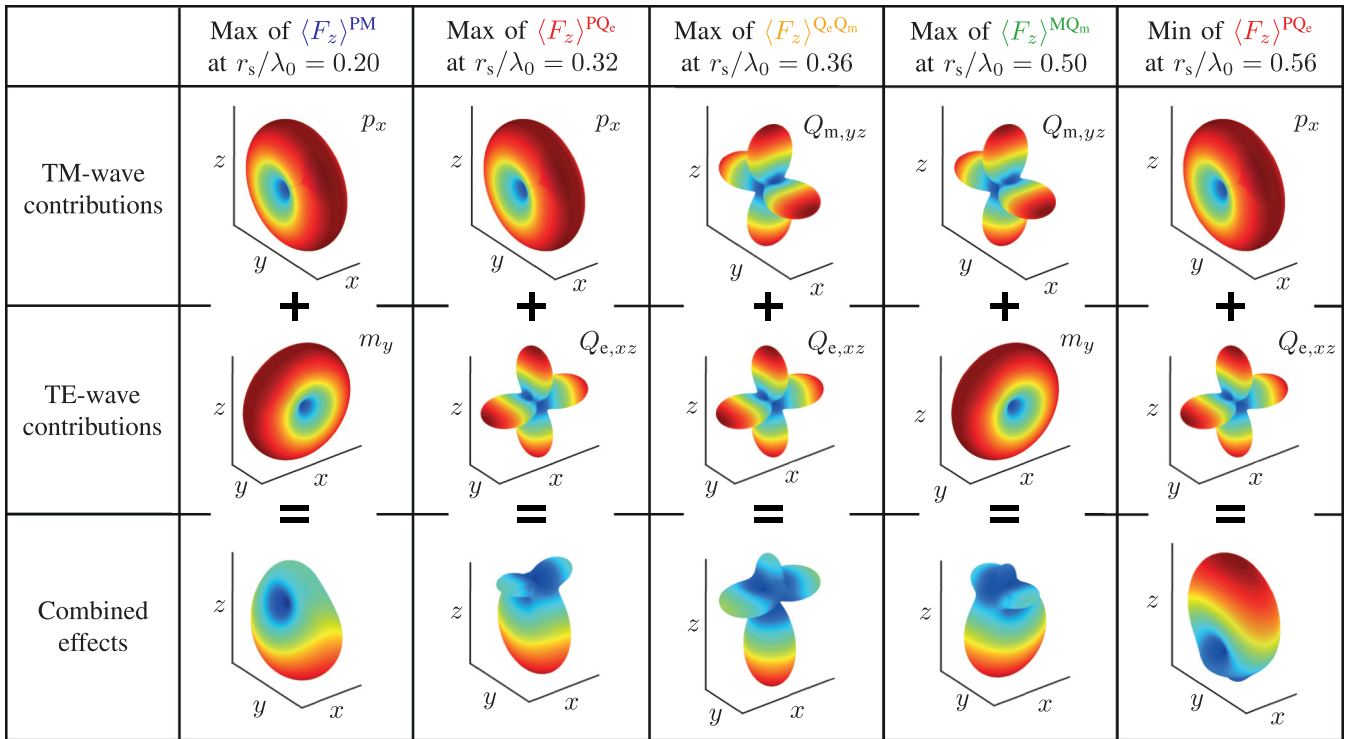 Max of ⟨F_z⟩^PM
at r_s/λ_0 = 0.20
Max of ⟨F_z⟩^PQ_e
at r_s/λ_0 = 0.32
Max of ⟨F_z⟩^Q_eQ_m
at r_s/λ_0 = 0.36
Max of ⟨F_z⟩^MQ_m
at r_s/λ_0 = 0.50
Min of ⟨F_z⟩^PQ_e
at r_s/λ_0 = 0.56
TM-wave
contributions
p_x
z
y
x
p_x
z
y
x
Q_m,yz
z
y
x
Q_m,yz
z
y
x
p_x
z
y
x
+
+
+
+
+
TE-wave
contributions
m_y
z
y
x
Q_e,xz
z
y
x
Q_e,xz
z
y
x
m_y
z
y
x
Q_e,xz
z
y
x
=
=
=
=
=
Combined
effects
z
y
x
z
y
x
z
y
x
z
y
x
z
y
x